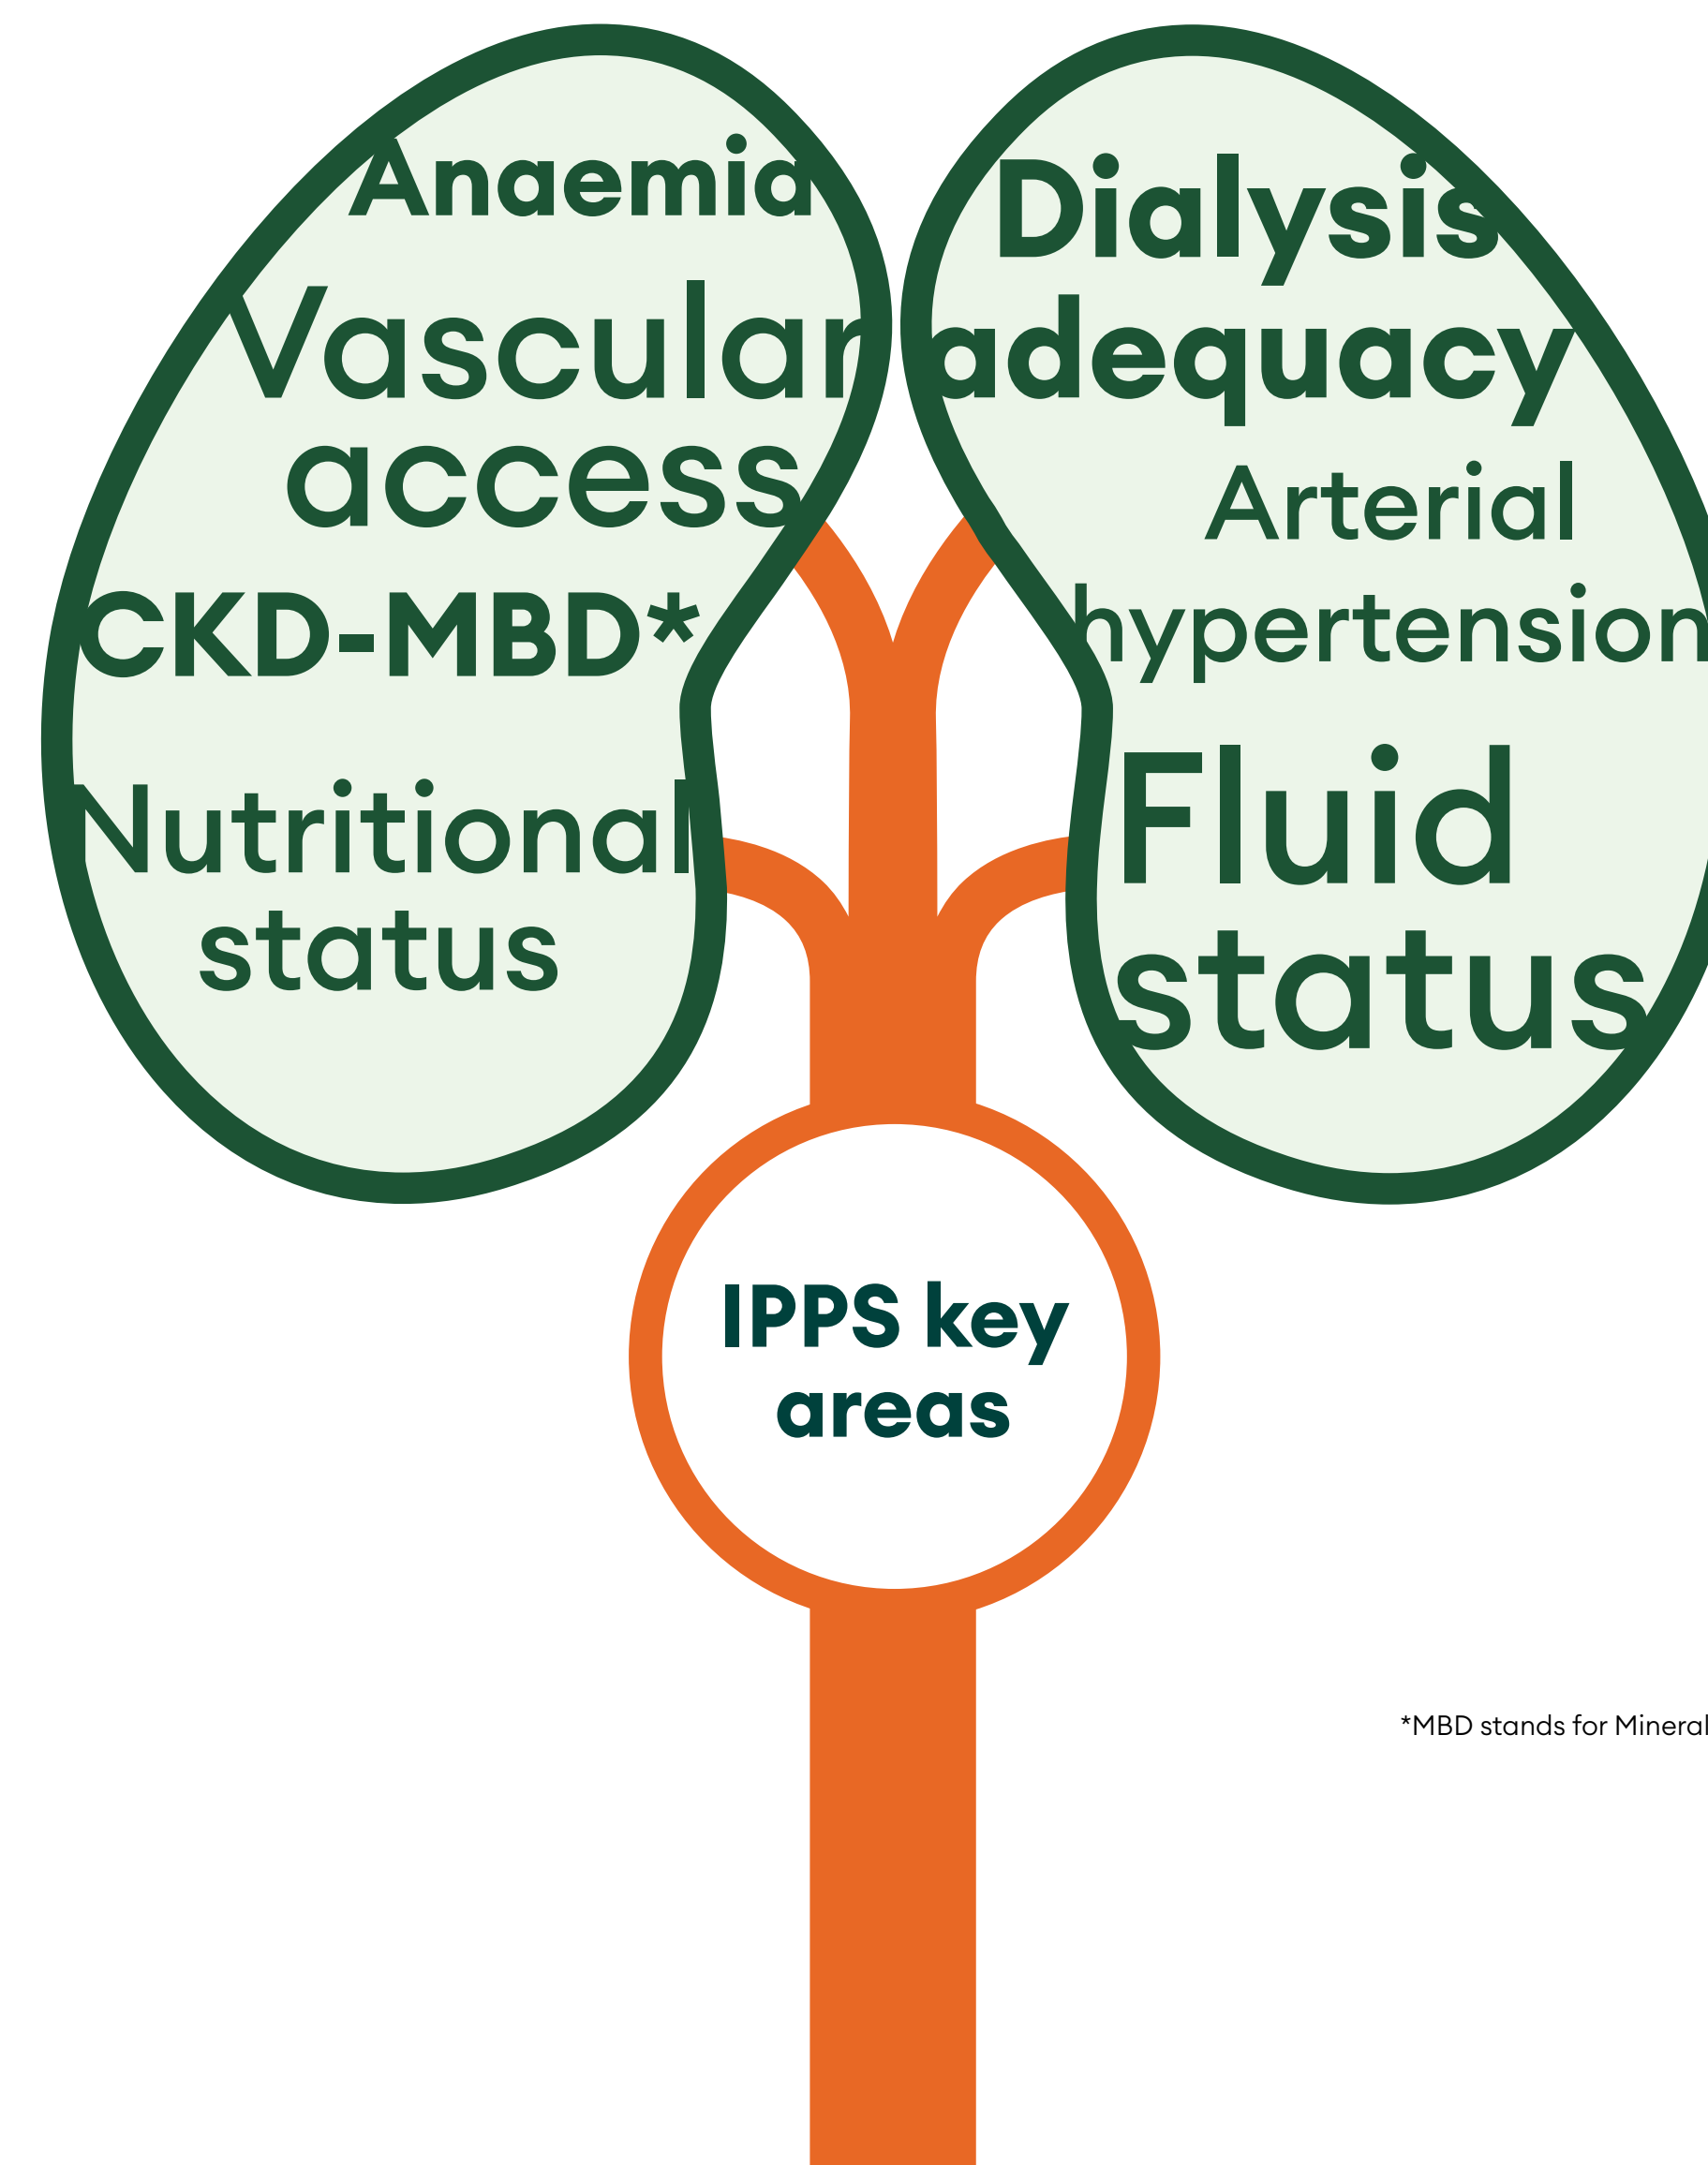 Anaemia
Vascular
access
CKD-MBD*
Nutritional
status
Dialysis
adequacy
Arterial
hypertension
Fluid
status
IPPS key
areas
*MBD stands for Mineral